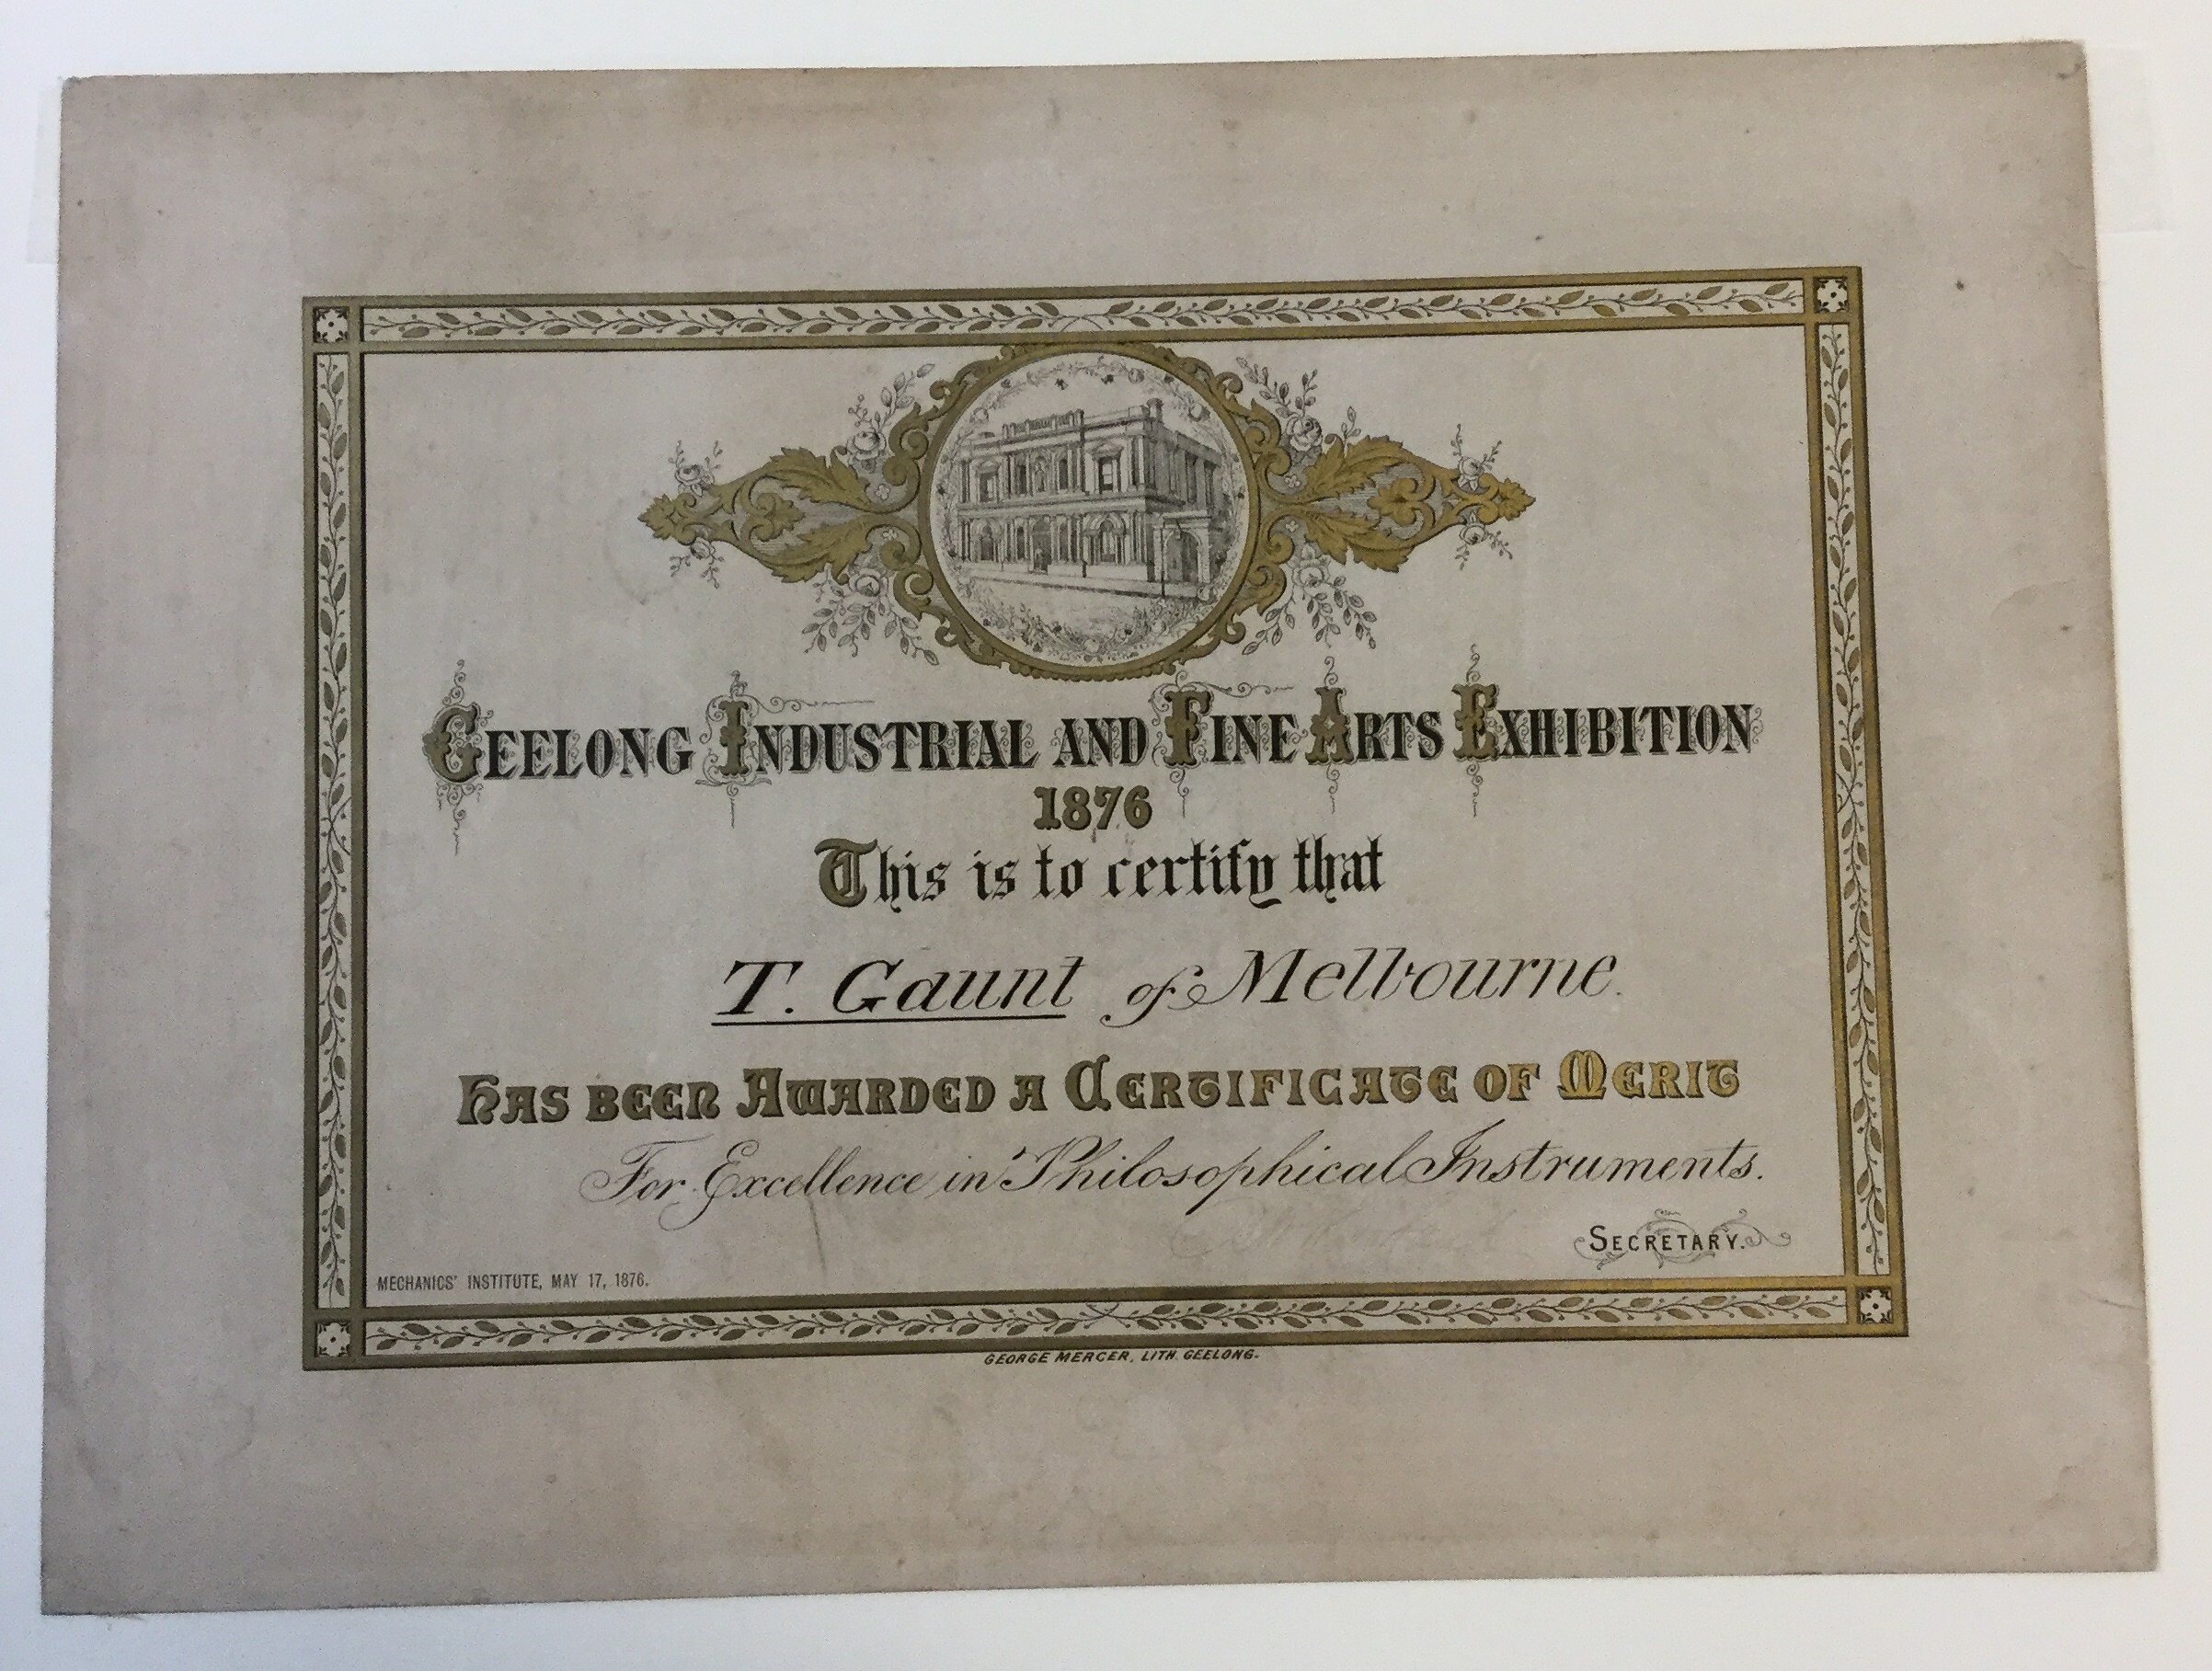 GEELONG INDUSTRIAL AND FINE ARTS EXHIBITION
1876
This is to certify that
T. Gaunt of Melbourne.
HAS BEEN AWARDED A CERTIFICATE OF MERIT
For Excellence in Philosophical Instruments.
SECRETARY.
MECHANICS' INSTITUTE, MAY 17, 1876.
GEORGE MERCER, LITH. GEELONG.